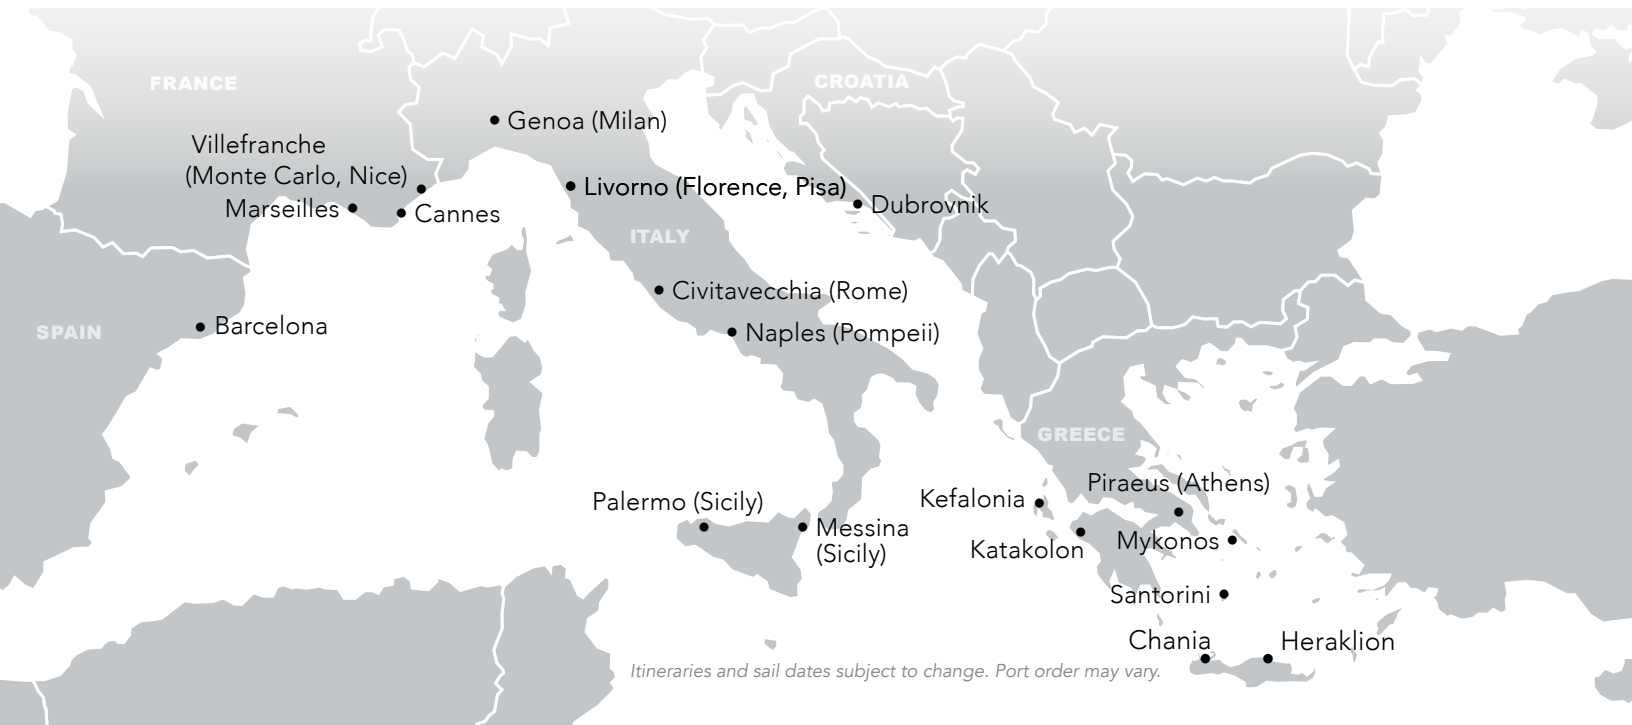 FRANCE
CROATIA
Genoa (Milan)
Villefranche
(Monte Carlo, Nice)
Livorno (Florence, Pisa)
Marseilles
Cannes
Dubrovnik
ITALY
Civitavecchia (Rome)
SPAIN
Barcelona
Naples (Pompeii)
GREECE
Piraeus (Athens)
Kefalonia
Palermo (Sicily)
Messina
(Sicily)
Katakolon
Mykonos
Santorini
Chania
Heraklion
Itineraries and sail dates subject to change. Port order may vary.